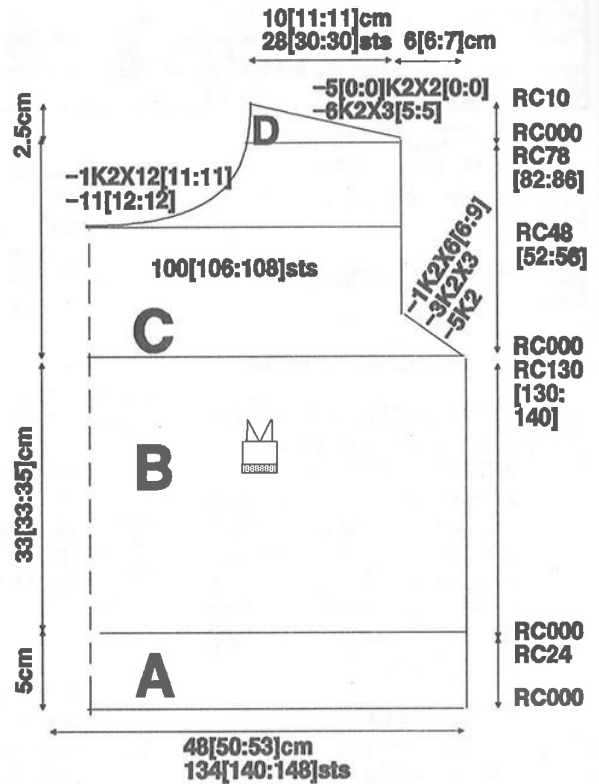 10[11:11]cm
28[30:30]sts 6[6:7]cm
–5[0:0]K2X2[0:0]
–6K2X3[5:5]
RC10
RC000
2.5cm
D
RC78
[82:86]
–1K2X12[11:11]
–11[12:12]
RC48
[52:56]
100[106:108]sts
–1K2X6[6:9]
–3K2X3
–5K2
C
RC000
RC130
[130:
140]
B
33[33:35]cm
RC000
RC24
A
5cm
RC000
48[50:53]cm
134[140:148]sts